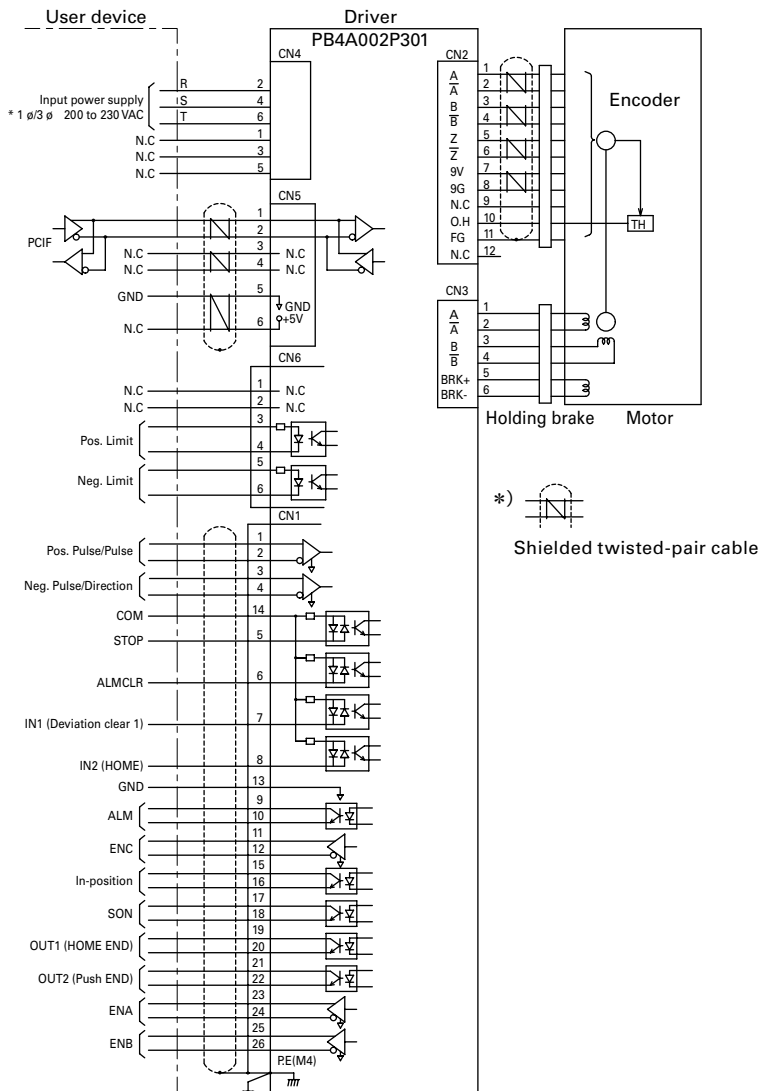 User device
Driver
PB4A002P301
CN4
Input power supply
* 1 ø/3 ø 200 to 230 VAC
R 2
S 4
T 6
N.C 1
N.C 3
N.C 5
CN5
PCIF
1
2
N.C 3 N.C
N.C 4 N.C
GND 5 GND
+5V
N.C 6
CN6
N.C 1 N.C
N.C 2 N.C
3
Pos. Limit
4
5
Neg. Limit
6
CN1
1
Pos. Pulse/Pulse
2
3
Neg. Pulse/Direction
4
COM 14
STOP 5
ALMCLR 6
IN1 (Deviation clear 1) 7
IN2 (HOME) 8
GND 13
9
ALM
10
11
ENC
12
15
In-position
16
17
SON
18
19
OUT1 (HOME END)
20
21
OUT2 (Push END)
22
23
ENA
24
25
ENB
26
P.E(M4)
CN2
A 1
A̅ 2
B 3
B̅ 4
Z 5
Z̅ 6
9V 7
9G 8
N.C 9
O.H 10
FG 11
N.C 12
Encoder
TH
CN3
A 1
A̅ 2
B 3
B̅ 4
BRK+ 5
BRK- 6
Holding brake
Motor
*)
Shielded twisted-pair cable